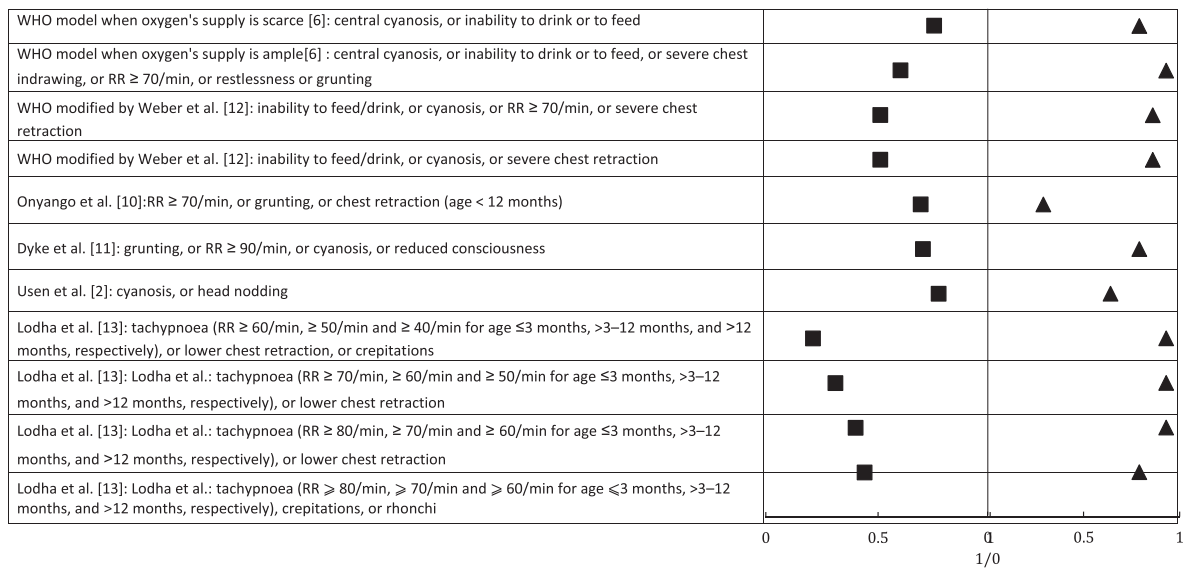 WHO model when oxygen's supply is scarce [6]: central cyanosis, or inability to drink or to feed
WHO model when oxygen's supply is ample[6] : central cyanosis, or inability to drink or to feed, or severe chest
indrawing, or RR ≥ 70/min, or restlessness or grunting
WHO modified by Weber et al. [12]: inability to feed/drink, or cyanosis, or RR ≥ 70/min, or severe chest
retraction
WHO modified by Weber et al. [12]: inability to feed/drink, or cyanosis, or severe chest retraction
Onyango et al. [10]:RR ≥ 70/min, or grunting, or chest retraction (age < 12 months)
Dyke et al. [11]: grunting, or RR ≥ 90/min, or cyanosis, or reduced consciousness
Usen et al. [2]: cyanosis, or head nodding
Lodha et al. [13]: tachypnoea (RR ≥ 60/min, ≥ 50/min and ≥ 40/min for age ≤3 months, >3–12 months, and >12
months, respectively), or lower chest retraction, or crepitations
Lodha et al. [13]: Lodha et al.: tachypnoea (RR ≥ 70/min, ≥ 60/min and ≥ 50/min for age ≤3 months, >3–12
months, and >12 months, respectively), or lower chest retraction
Lodha et al. [13]: Lodha et al.: tachypnoea (RR ≥ 80/min, ≥ 70/min and ≥ 60/min for age ≤3 months, >3–12
months, and >12 months, respectively), or lower chest retraction
Lodha et al. [13]: Lodha et al.: tachypnoea (RR ⩾ 80/min, ⩾ 70/min and ⩾ 60/min for age ⩽3 months, >3–12
months, and >12 months, respectively), crepitations, or rhonchi
0 0.5 0 1 0.5 1
1/0